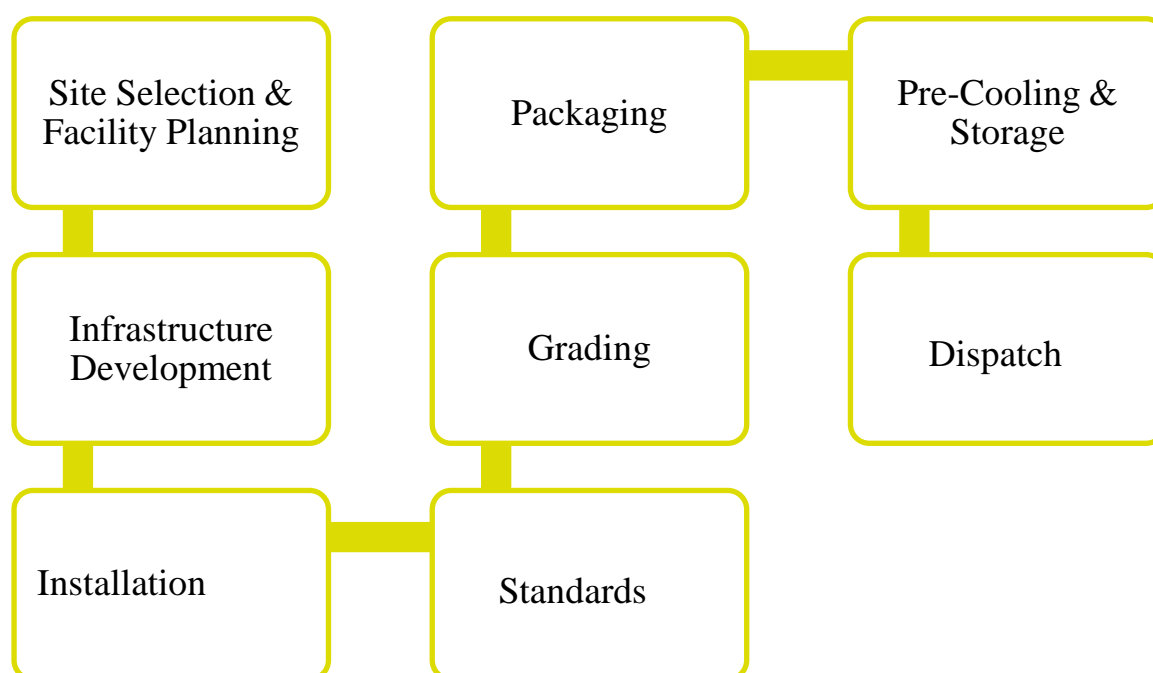 Site Selection &
Facility Planning
Infrastructure
Development
Installation
Standards
Grading
Packaging
Pre-Cooling &
Storage
Dispatch